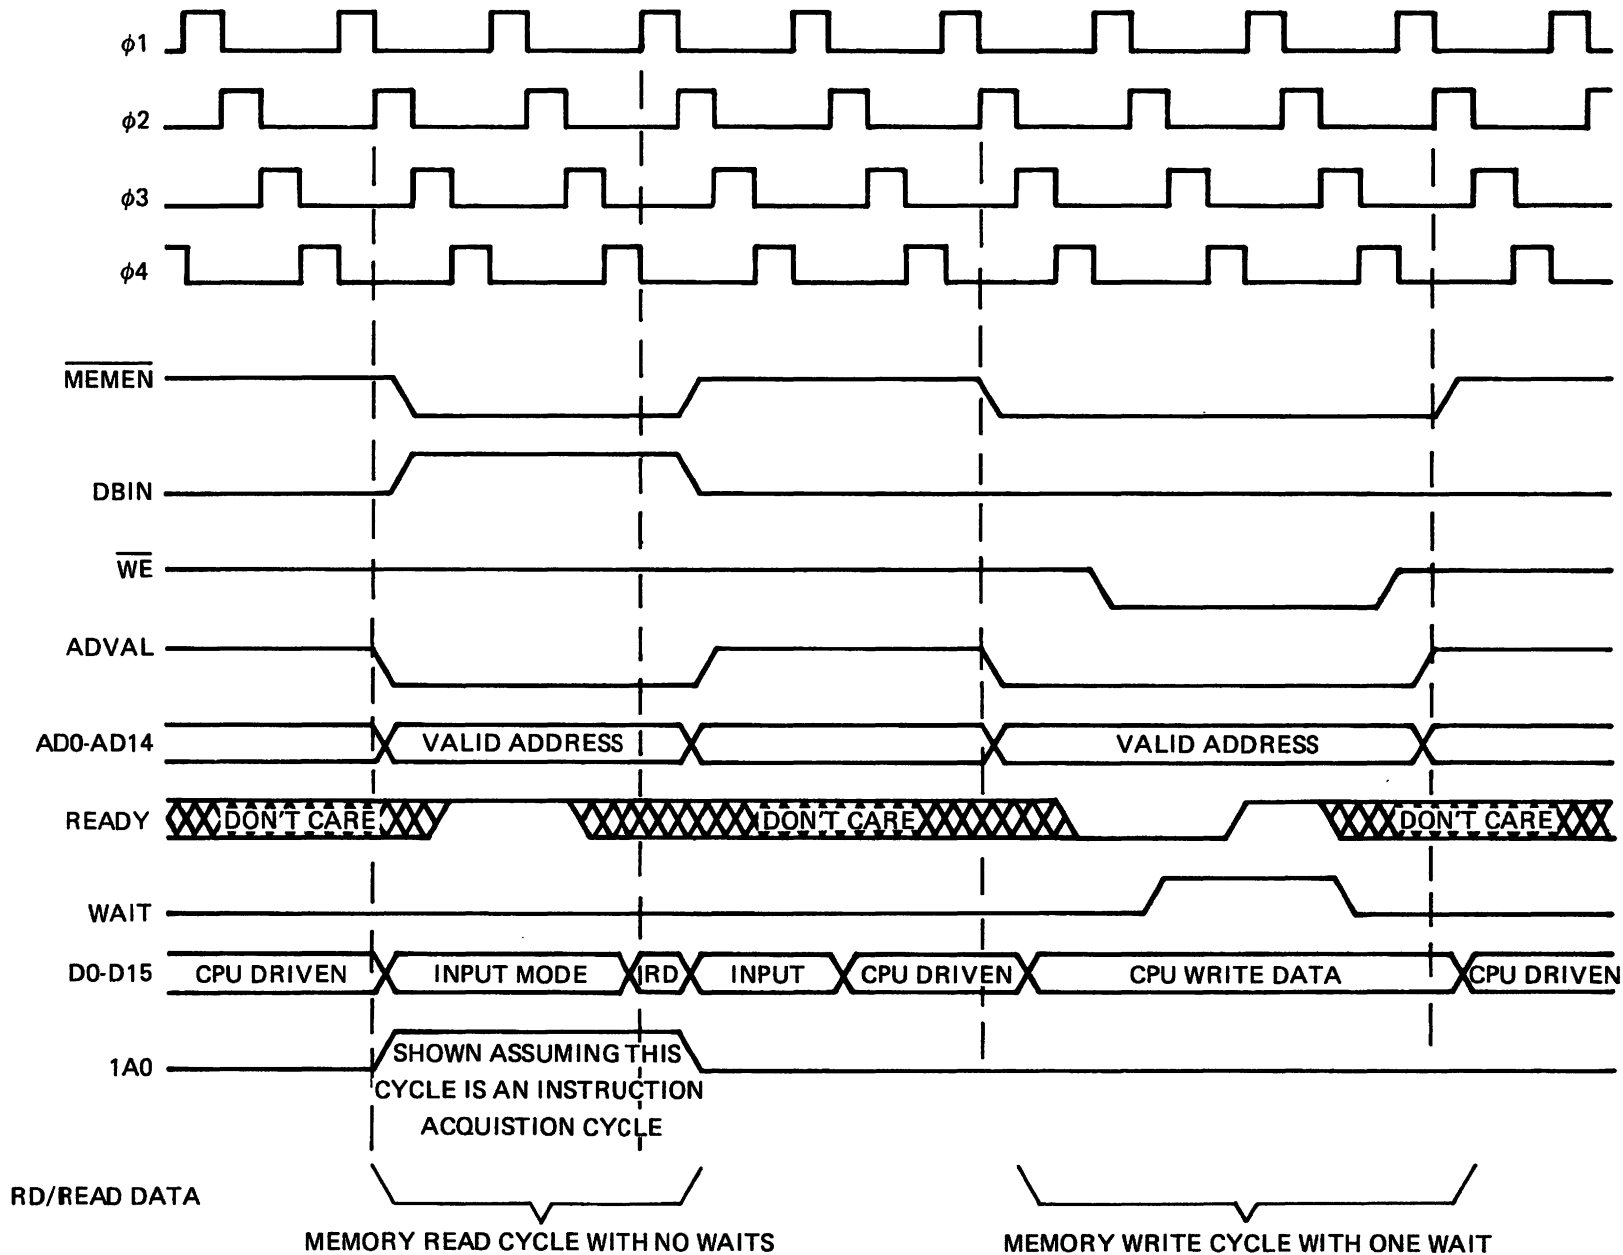 φ1
φ2
φ3
φ4
MEMEN
DBIN
WE
ADVAL
AD0-AD14 VALID ADDRESS VALID ADDRESS
READY DON'T CARE DON'T CARE DON'T CARE
WAIT
D0-D15 CPU DRIVEN INPUT MODE RD INPUT CPU DRIVEN CPU WRITE DATA CPU DRIVEN
1A0 SHOWN ASSUMING THIS
CYCLE IS AN INSTRUCTION
ACQUISTION CYCLE
RD/READ DATA
MEMORY READ CYCLE WITH NO WAITS MEMORY WRITE CYCLE WITH ONE WAIT